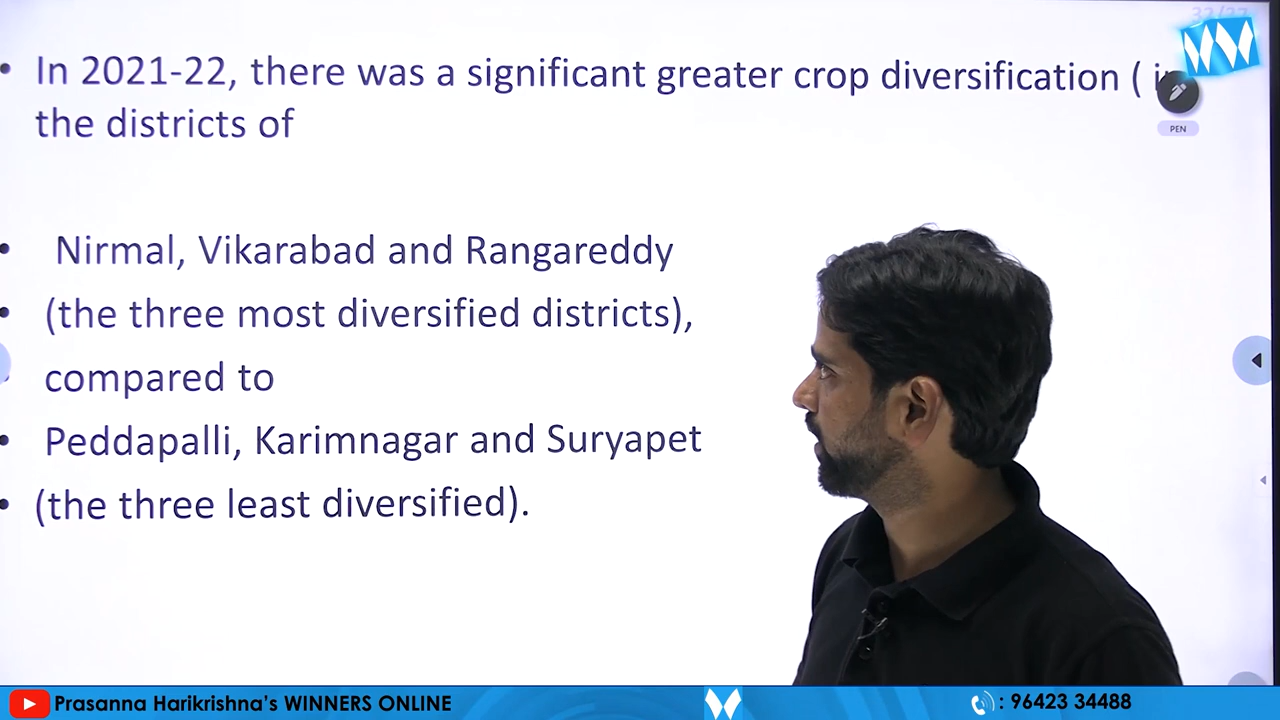 • In 2021-22, there was a significant greater crop diversification (
the districts of
• Nirmal, Vikarabad and Rangareddy
• (the three most diversified districts),
compared to
• Peddapalli, Karimnagar and Suryapet
• (the three least diversified).
PEN
Prasanna Harikrishna's WINNERS ONLINE
: 96423 34488